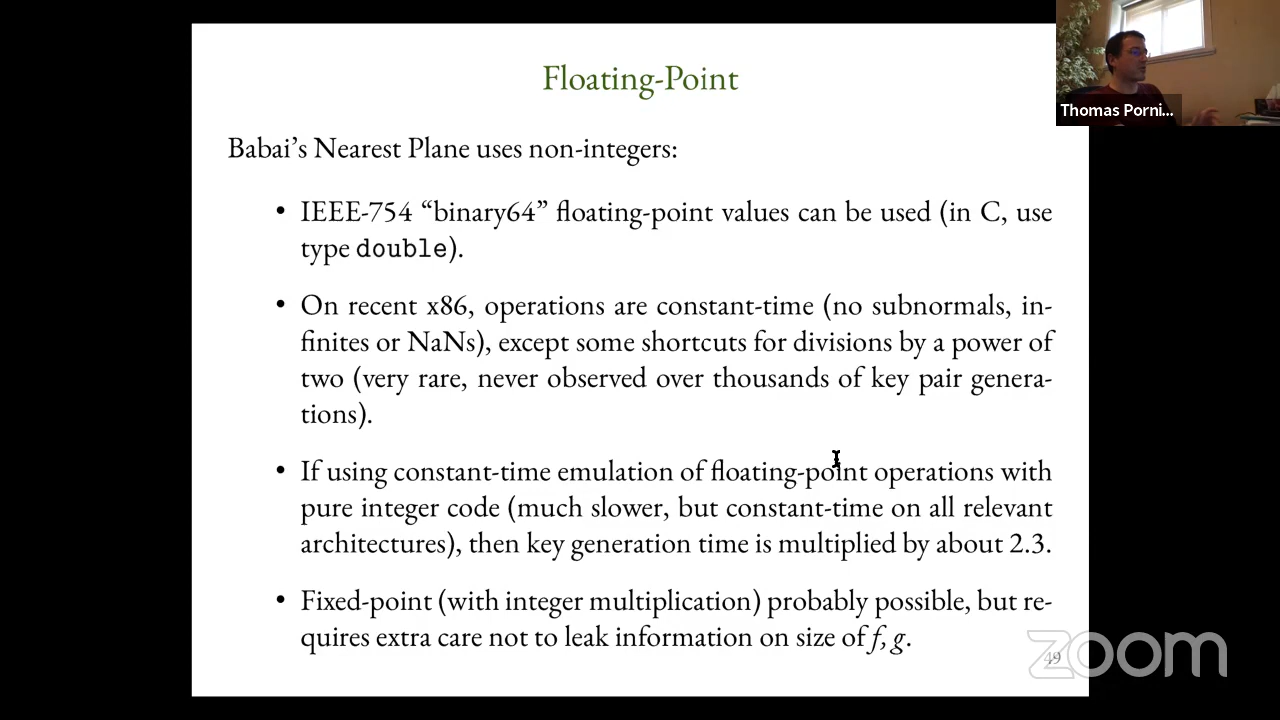 Floating-Point
Thomas Porni...
Babai’s Nearest Plane uses non-integers:
• IEEE-754 “binary64” floating-point values can be used (in C, use
type double).
• On recent x86, operations are constant-time (no subnormals, in-
finites or NaNs), except some shortcuts for divisions by a power of
two (very rare, never observed over thousands of key pair genera-
tions).
• If using constant-time emulation of floating-point operations with
pure integer code (much slower, but constant-time on all relevant
architectures), then key generation time is multiplied by about 2.3.
• Fixed-point (with integer multiplication) probably possible, but re-
quires extra care not to leak information on size of f, g.
49
zoom